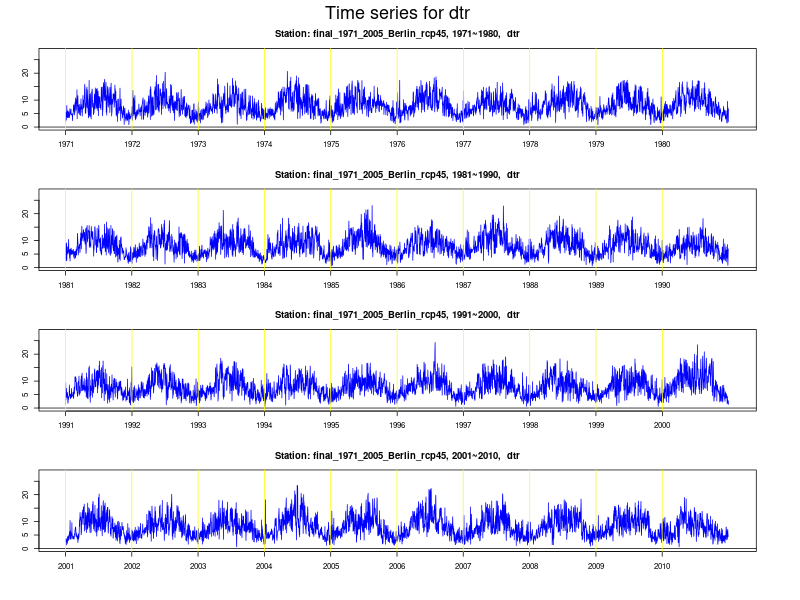 Time series for dtr
Station: final_1971_2005_Berlin_rcp45, 1971~1980, dtr
20
10
5
0
1971 1972 1973 1974 1975 1976 1977 1978 1979 1980
Station: final_1971_2005_Berlin_rcp45, 1981~1990, dtr
20
10
5
0
1981 1982 1983 1984 1985 1986 1987 1988 1989 1990
Station: final_1971_2005_Berlin_rcp45, 1991~2000, dtr
20
10
5
0
1991 1992 1993 1994 1995 1996 1997 1998 1999 2000
Station: final_1971_2005_Berlin_rcp45, 2001~2010, dtr
20
10
5
0
2001 2002 2003 2004 2005 2006 2007 2008 2009 2010